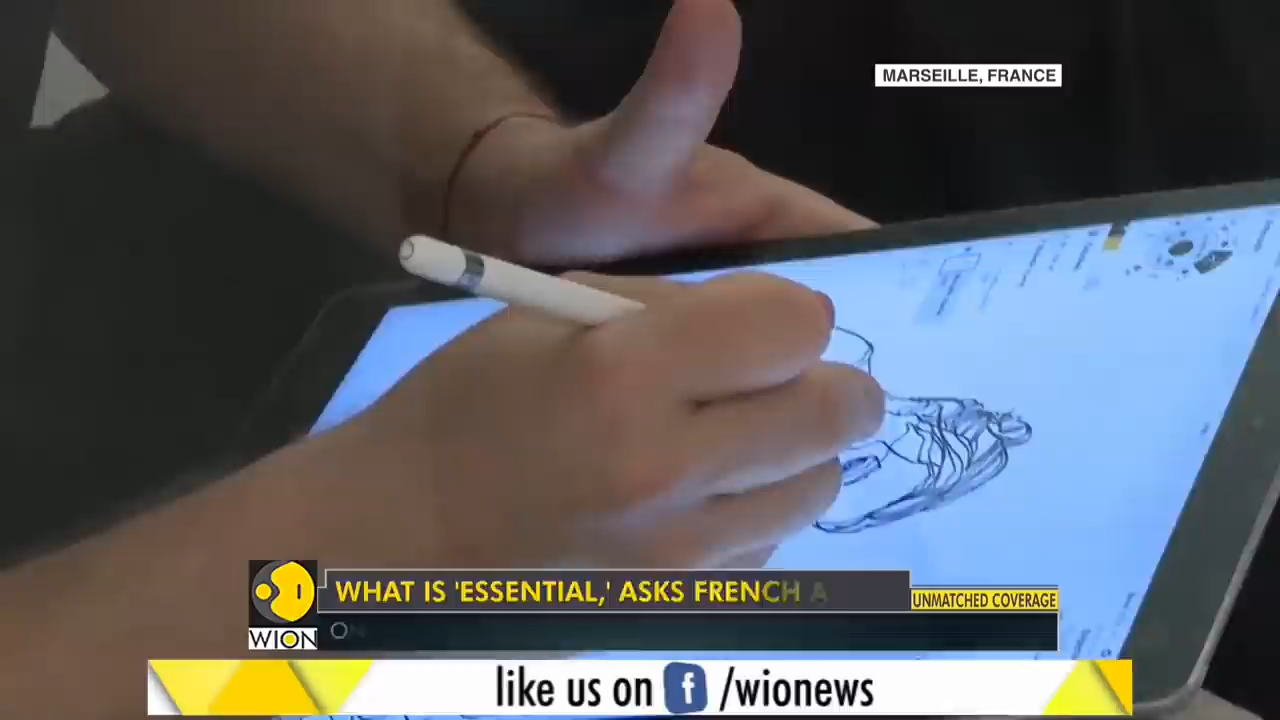 MARSEILLE, FRANCE
WHAT IS 'ESSENTIAL,' ASKS FRENCH A
UNMATCHED COVERAGE
WION
like us on f /wionews